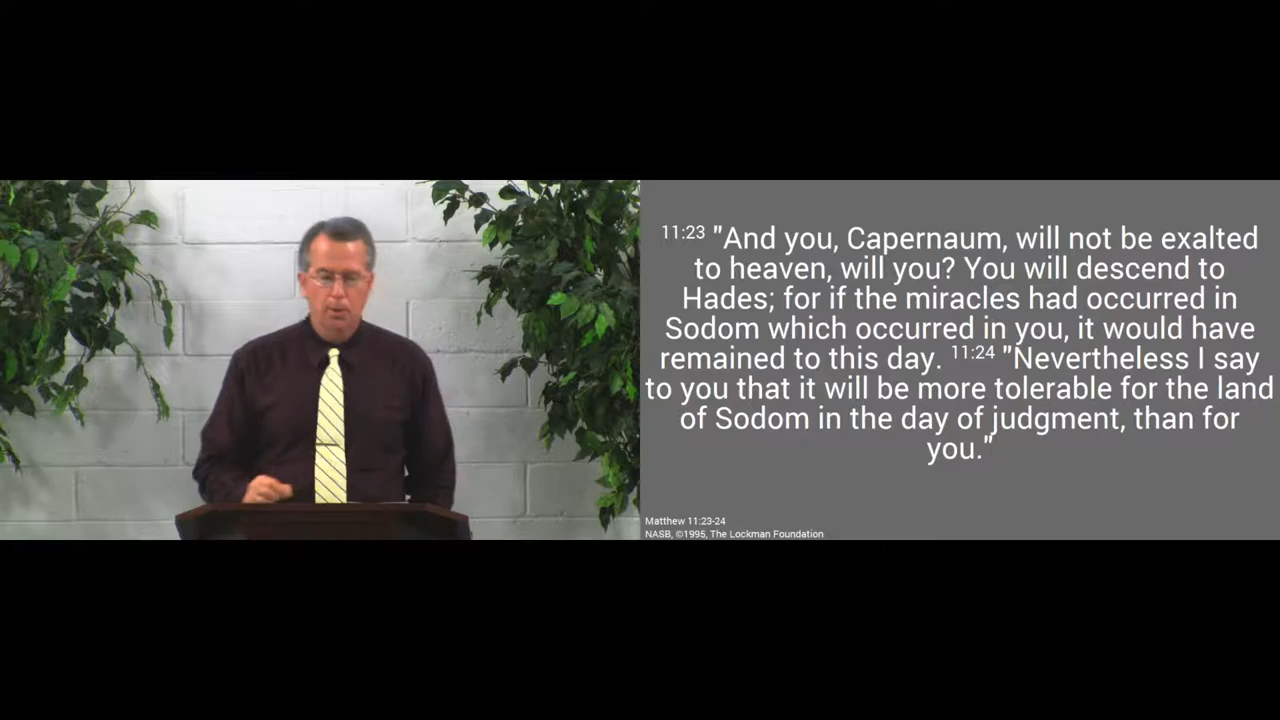 11:23 "And you, Capernaum, will not be exalted
to heaven, will you? You will descend to
Hades; for if the miracles had occurred in
Sodom which occurred in you, it would have
remained to this day. 11:24 "Nevertheless I say
to you that it will be more tolerable for the land
of Sodom in the day of judgment, than for
you."
Matthew 11:23-24
NASB, ©1995, The Lockman Foundation